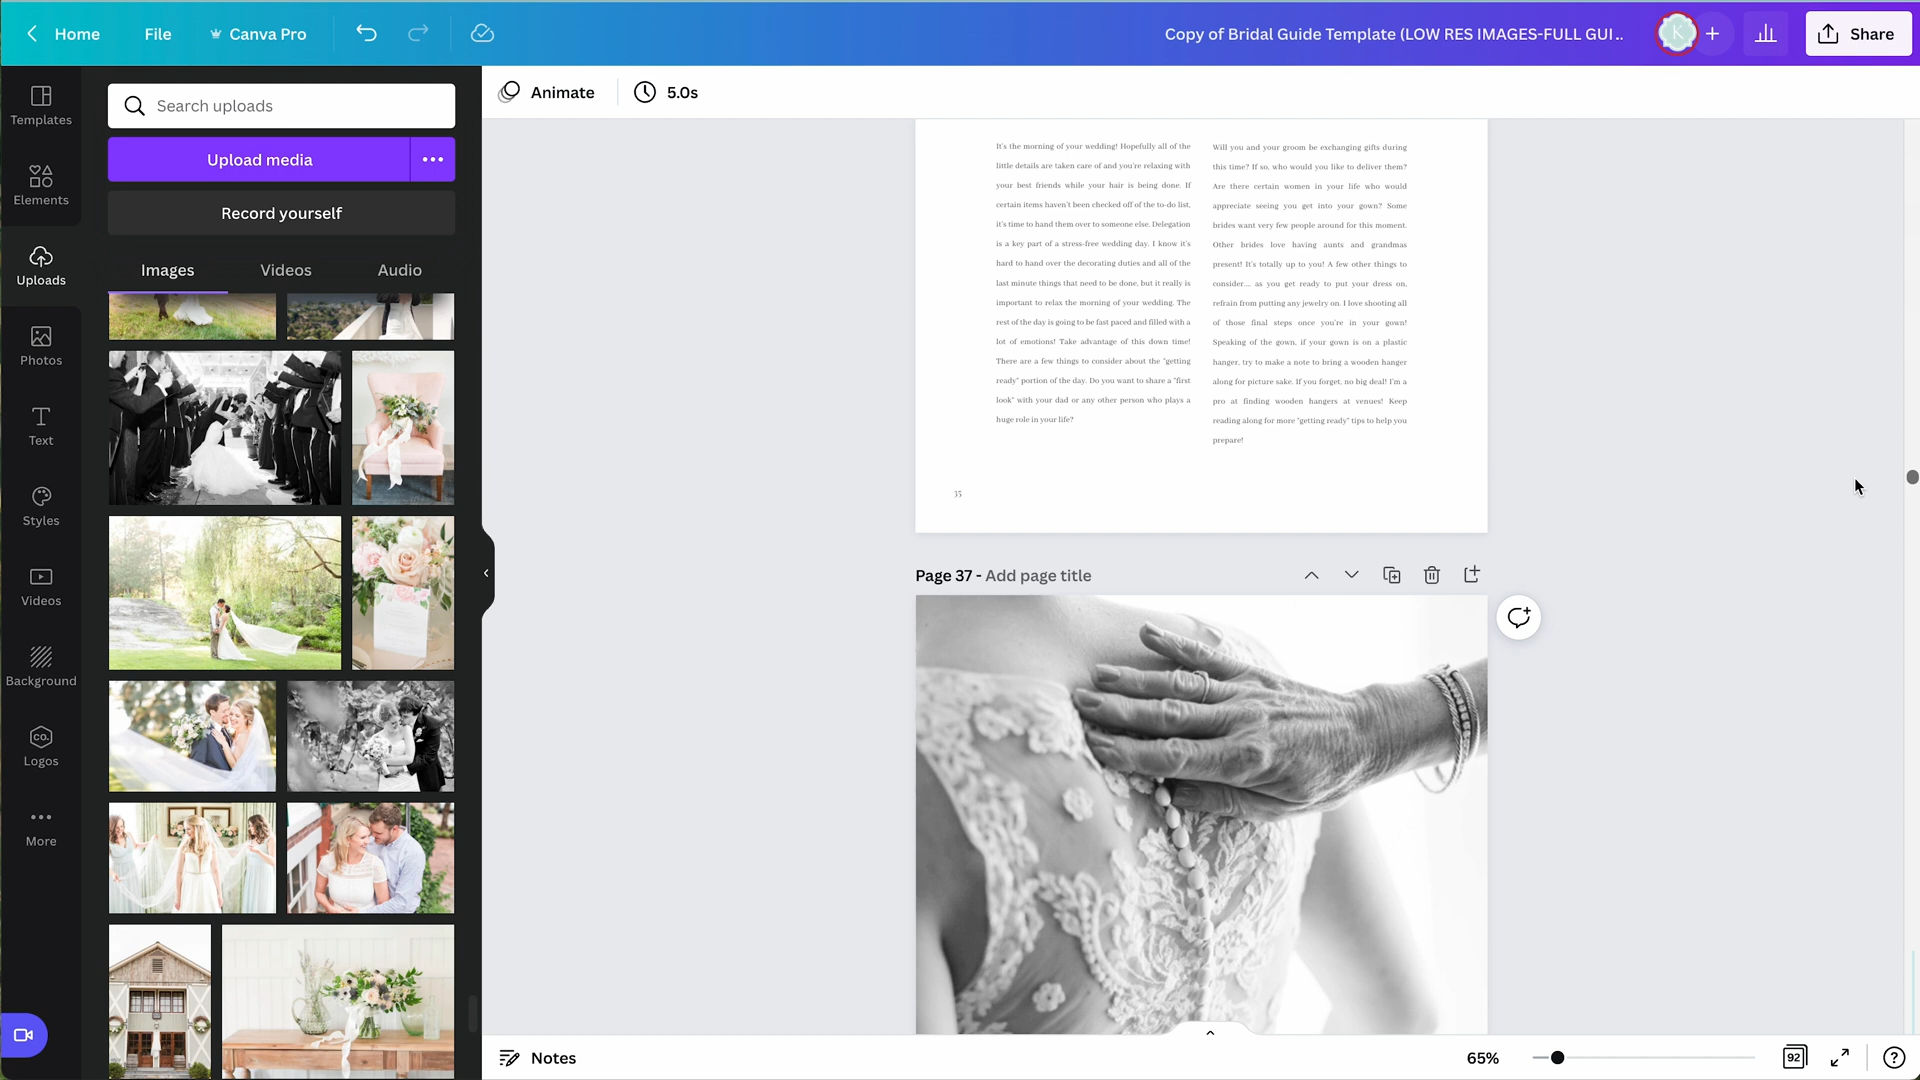 Home
File
Canva Pro
Copy of Bridal Guide Template (LOW RES IMAGES-FULL GUI..
K
Share
Templates
Elements
Uploads
Photos
Text
Styles
Videos
Background
CO.
Logos
More
Search uploads
Upload media
Record yourself
Images
Videos
Audio
Animate
5.0s
It's the morning of your wedding! Hopefully all of the
little details are taken care of and you're relaxing with
your best friends while your hair is being done. If
certain items haven't been checked off of the to-do list,
it's time to hand them over to someone else. Delegation
is a key part of a stress-free wedding day. I know it's
hard to hand over the decorating duties and all of the
last minute things that need to be done, but it really is
important to relax the morning of your wedding. The
rest of the day is going to be fast paced and filled with a
lot of emotions! Take advantage of this down time!
There are a few things to consider about the "getting
ready" portion of the day. Do you want to share a "first
look" with your dad or any other person who plays a
huge role in your life?
Will you and your groom be exchanging gifts during
this time? If so, who would you like to deliver them?
Are there certain women in your life who would
appreciate seeing you get into your gown? Some
brides want very few people around for this moment.
Other brides love having aunts and grandmas
present! It's totally up to you! A few other things to
consider... as you get ready to put your dress on,
refrain from putting any jewelry on. I love shooting all
of those final steps once you're in your gown!
Speaking of the gown, if your gown is on a plastic
hanger, try to make a note to bring a wooden hanger
along for picture sake. If you forget, no big deal! I'm a
pro at finding wooden hangers at venues! Keep
reading along for more "getting ready" tips to help you
prepare!
35
Page 37 - Add page title
Notes
65%
92
?